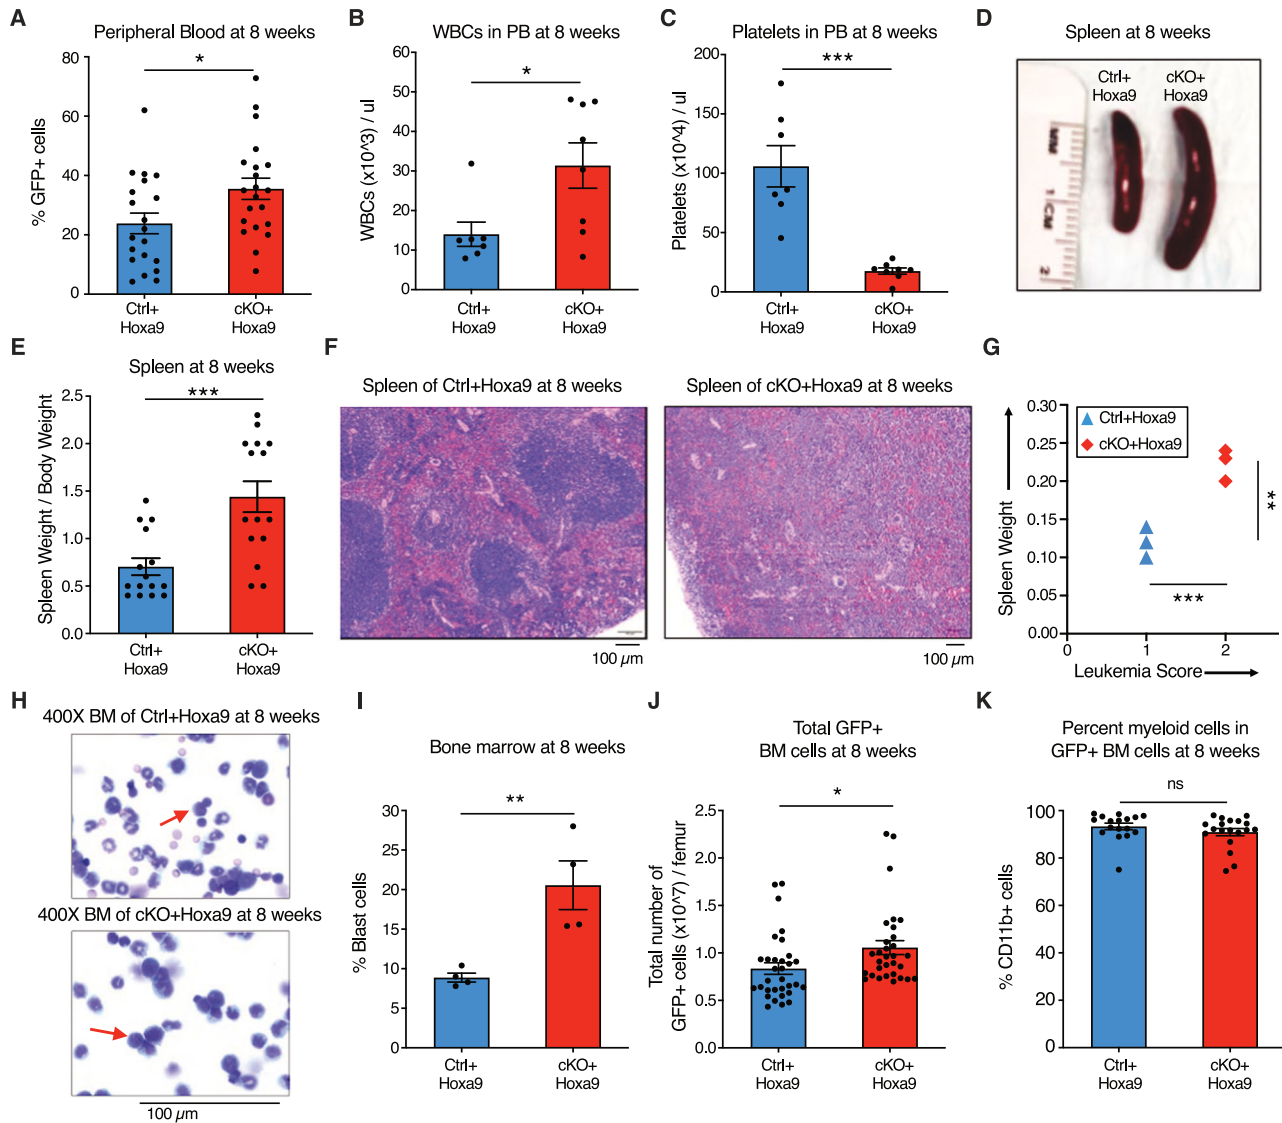 A
Peripheral Blood at 8 weeks
*
% GFP+ cells
80
60
40
20
0
Ctrl+
Hoxa9
cKO+
Hoxa9
B
WBCs in PB at 8 weeks
*
WBCs (x10^3) / ul
60
50
40
30
20
10
0
Ctrl+
Hoxa9
cKO+
Hoxa9
C
Platelets in PB at 8 weeks
***
Platelets (x10^4) / ul
200
150
100
50
0
Ctrl+
Hoxa9
cKO+
Hoxa9
D
Spleen at 8 weeks
Ctrl+
Hoxa9
cKO+
Hoxa9
MM
1
CM
2
E
Spleen at 8 weeks
***
Spleen Weight / Body Weight
2.5
2.0
1.5
1.0
0.5
0.0
Ctrl+
Hoxa9
cKO+
Hoxa9
F
Spleen of Ctrl+Hoxa9 at 8 weeks
100 µm
Spleen of cKO+Hoxa9 at 8 weeks
100 µm
G
Spleen Weight
0.30
0.25
0.20
0.15
0.10
0.05
0.00
Ctrl+Hoxa9
cKO+Hoxa9
**
***
0
1
2
Leukemia Score
H
400X BM of Ctrl+Hoxa9 at 8 weeks
400X BM of cKO+Hoxa9 at 8 weeks
100 µm
I
Bone marrow at 8 weeks
**
% Blast cells
30
25
20
15
10
5
0
Ctrl+
Hoxa9
cKO+
Hoxa9
J
Total GFP+
BM cells at 8 weeks
*
Total number of
GFP+ cells (x10^7) / femur
2.5
2.0
1.5
1.0
0.5
0.0
Ctrl+
Hoxa9
cKO+
Hoxa9
K
Percent myeloid cells in
GFP+ BM cells at 8 weeks
ns
% CD11b+ cells
100
80
60
40
20
0
Ctrl+
Hoxa9
cKO+
Hoxa9